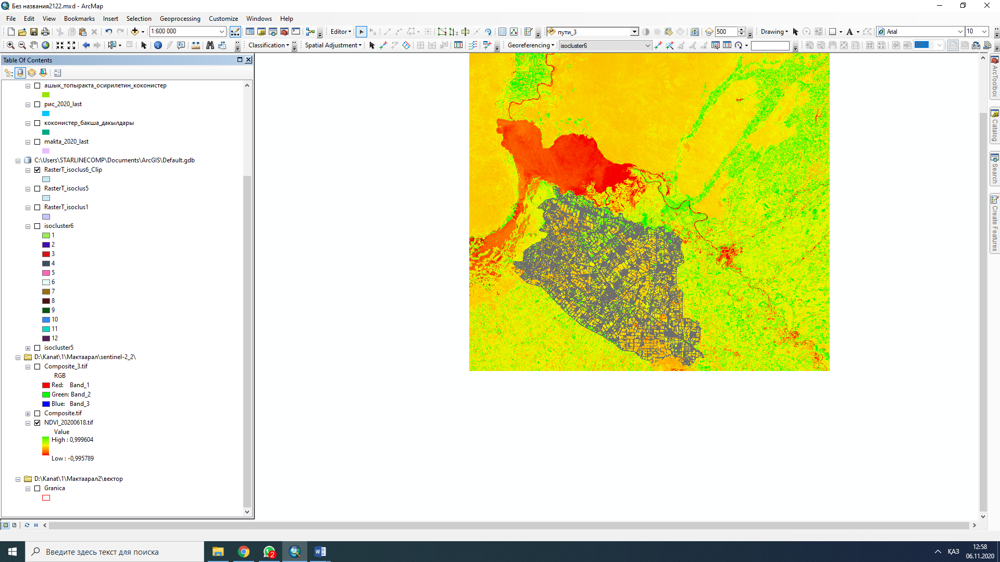 Без названия2122.mxd - ArcMap
File Edit View Bookmarks Insert Selection Geoprocessing Customize Windows Help
1:600 000 Editor пути_3 500 Drawing Arial 10
Classification Spatial Adjustment Georeferencing isocluster6 100%
Table Of Contents
ашык_топыракта_осирилетин_коконистер
рис_2020_last
коконистер_бакша_дакылдары
makta_2020_last
C:\Users\STARLINECOMP\Documents\ArcGIS\Default.gdb
RasterT_isoclus6_Clip
RasterT_isoclus5
RasterT_isoclus1
isocluster6
1
2
3
4
5
6
7
8
9
10
11
12
isocluster5
D:\Kanat\1\Мактаарал\sentinel-2_2\
Composite_3.tif
RGB
Red: Band_1
Green: Band_2
Blue: Band_3
Composite.tif
NDVI_20200618.tif
Value
High : 0,999604
Low : -0,995789
D:\Kanat\1\Мактаарал2\вектор
Granica
ArcToolbox
Catalog
Search
Create Features
Введите здесь текст для поиска
2
ҚАЗ
12:58
06.11.2020